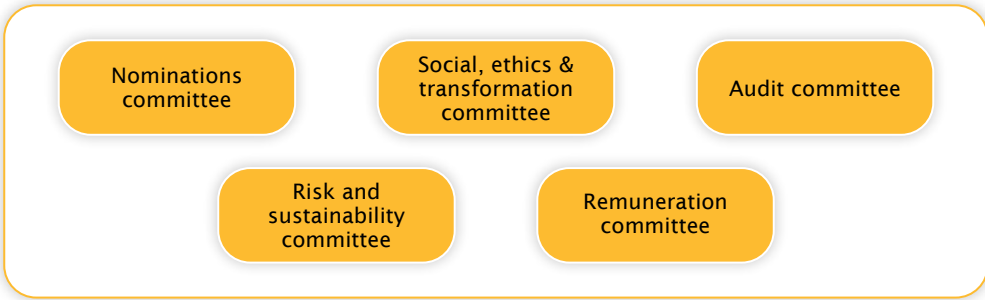 Nominations
committee
Social, ethics &
transformation
committee
Audit committee
Risk and
sustainability
committee
Remuneration
committee